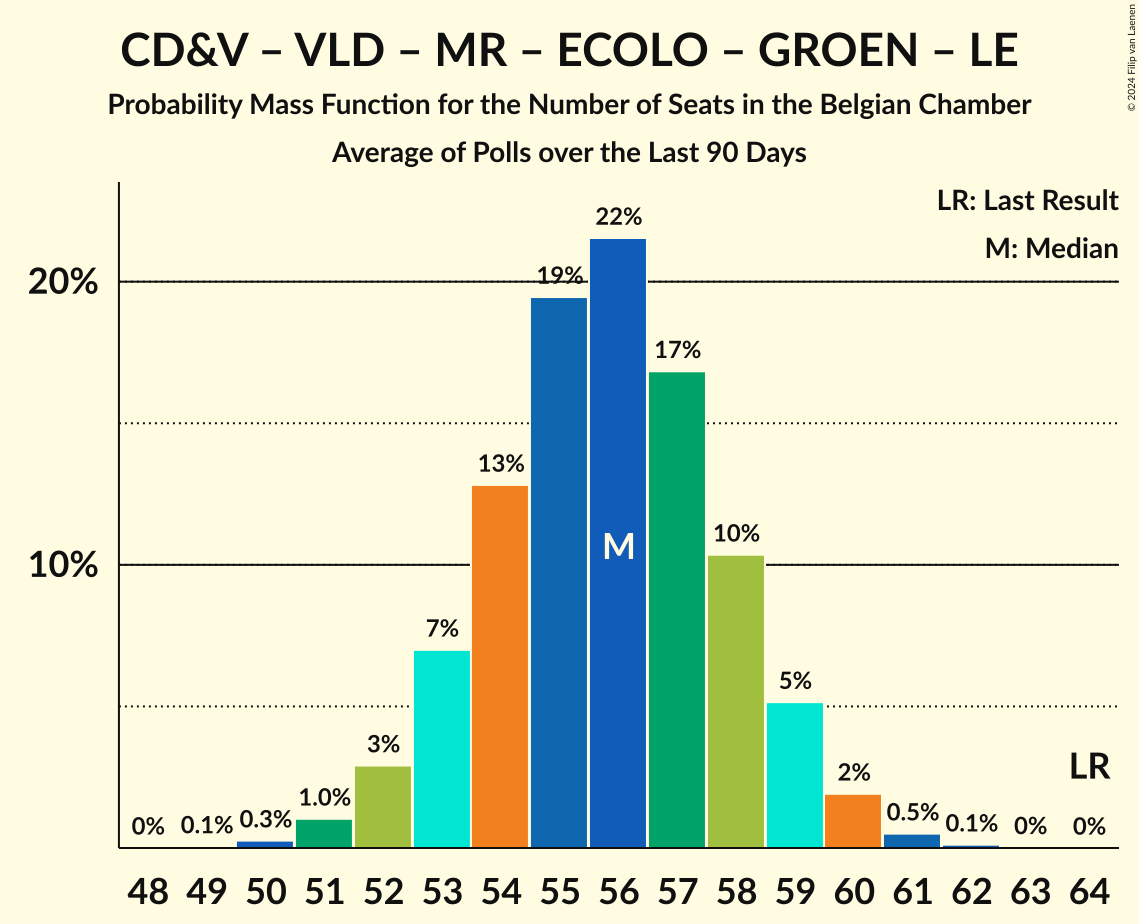 CD&V – VLD – MR – ECOLO – GROEN – LE
Probability Mass Function for the Number of Seats in the Belgian Chamber
Average of Polls over the Last 90 Days
© 2024 Filip van Laenen
LR: Last Result
M: Median
22%
20%
19%
17%
13%
M
10%
10%
7%
5%
3%
2%
LR
1.0%
0% 0.1% 0.3%
0.5% 0.1% 0% 0%
48 49 50 51 52 53 54 55 56 57 58 59 60 61 62 63 64